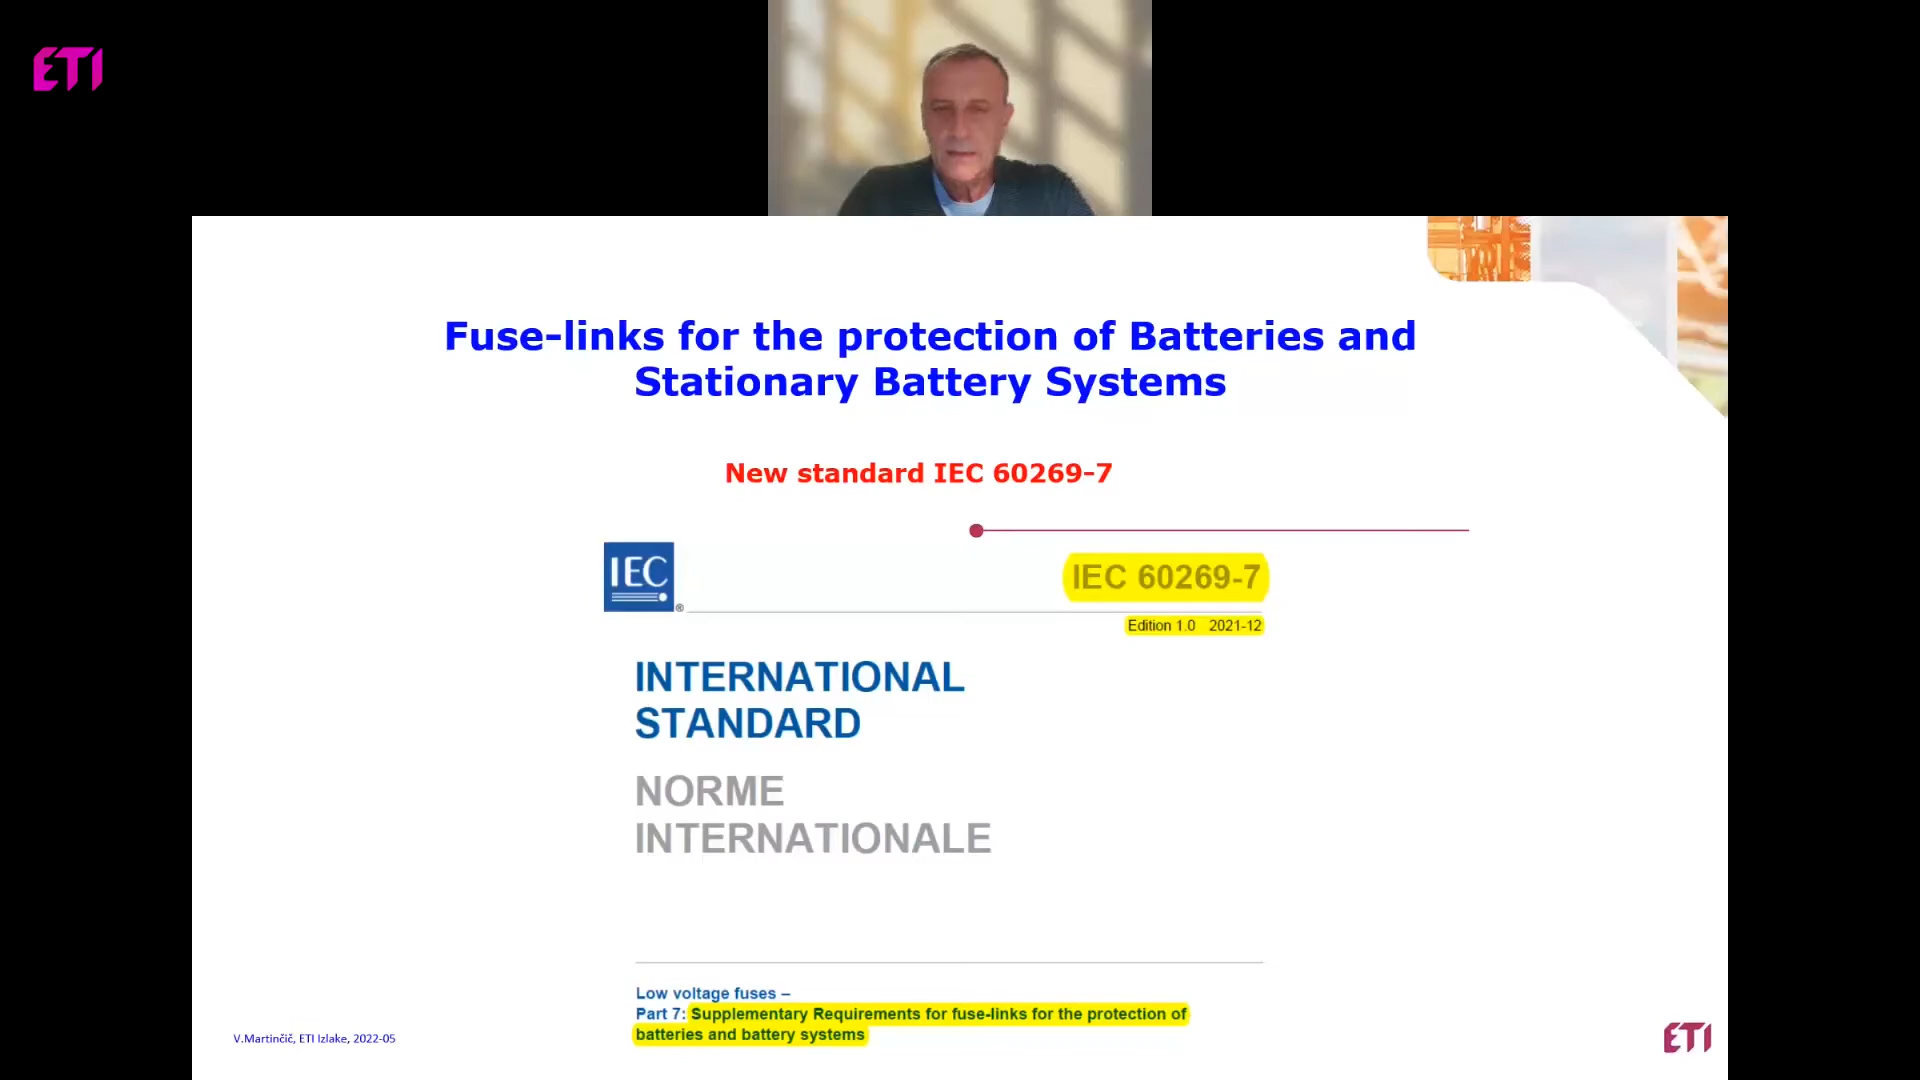 ETI
Fuse-links for the protection of Batteries and
Stationary Battery Systems
New standard IEC 60269-7
IEC
®
IEC 60269-7
Edition 1.0 2021-12
INTERNATIONAL
STANDARD
NORME
INTERNATIONALE
Low voltage fuses –
Part 7: Supplementary Requirements for fuse-links for the protection of
batteries and battery systems
V.Martinčič, ETI Izlake, 2022-05
ETI